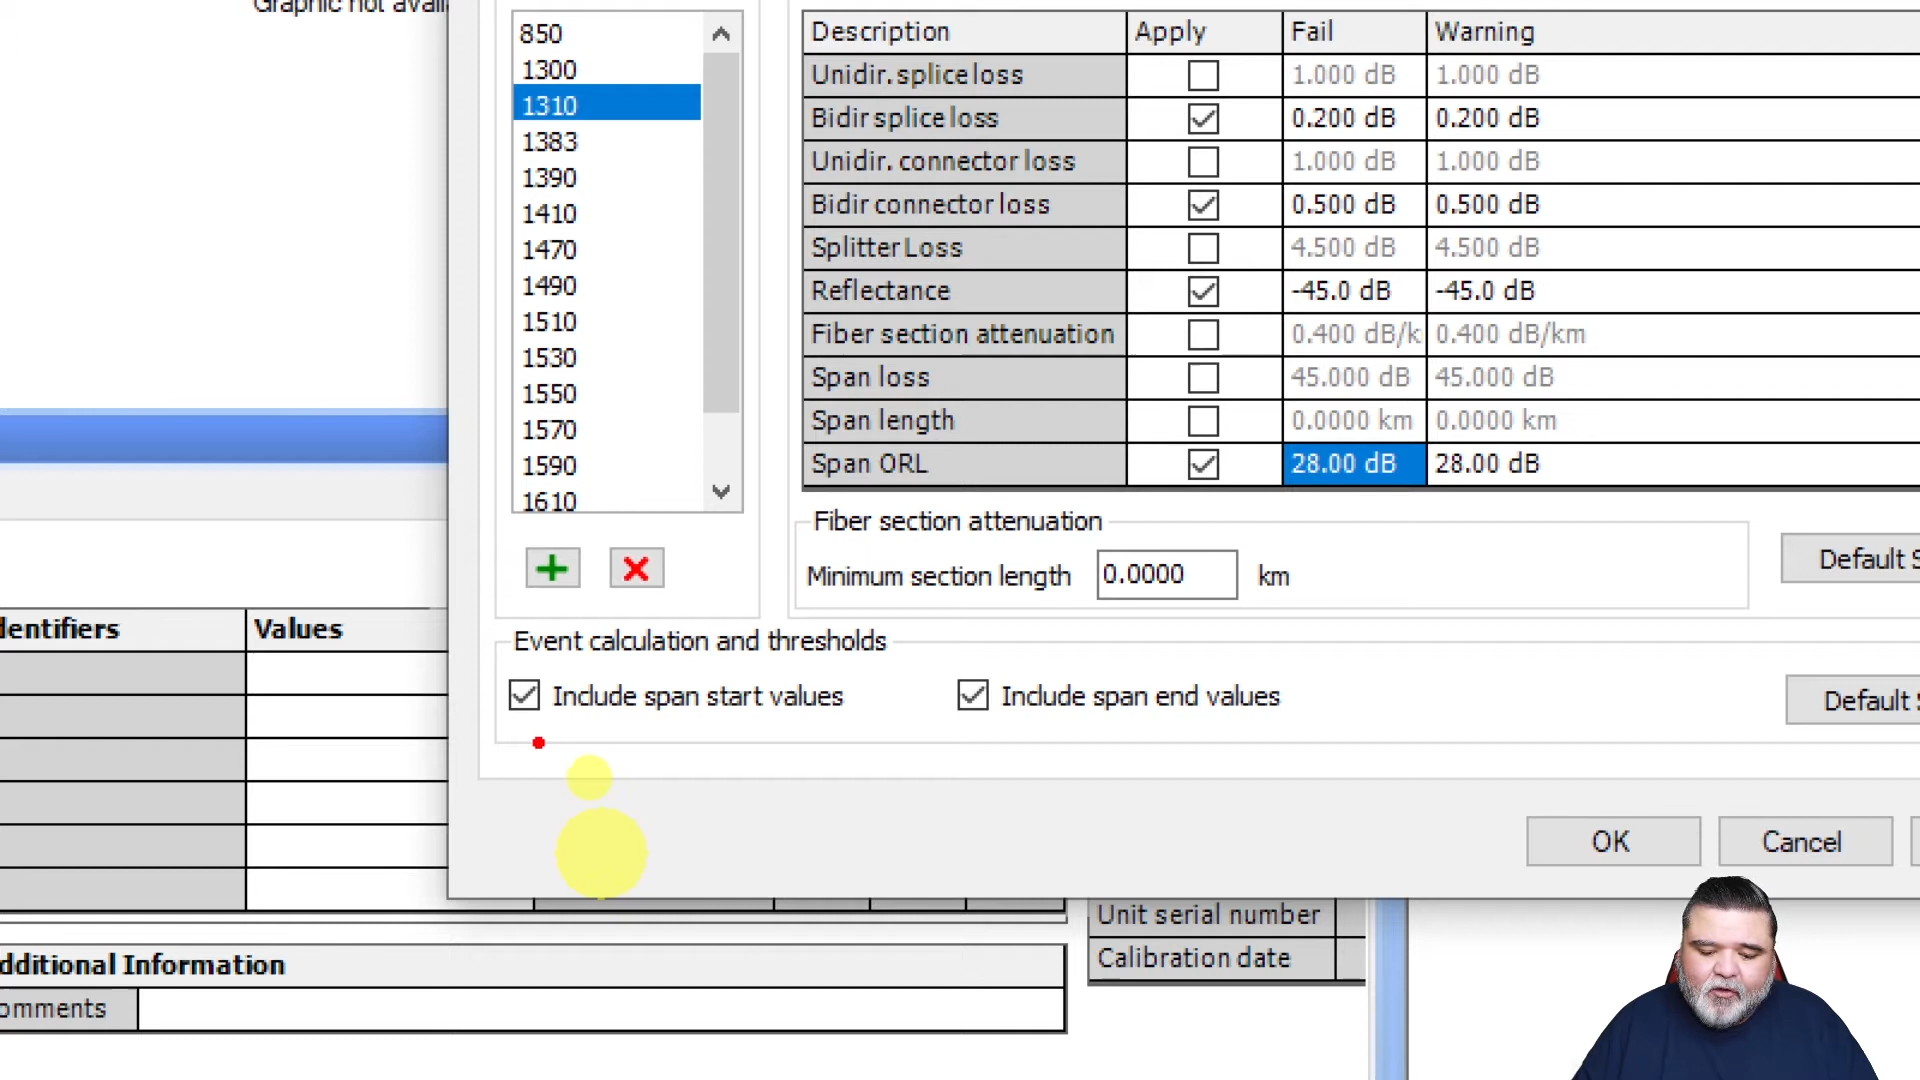 Graphic not avail
850
1300
1310
1383
1390
1410
1470
1490
1510
1530
1550
1570
1590
1610
Description Apply Fail Warning
Unidir. splice loss 1.000 dB 1.000 dB
Bidir splice loss 0.200 dB 0.200 dB
Unidir. connector loss 1.000 dB 1.000 dB
Bidir connector loss 0.500 dB 0.500 dB
Splitter Loss 4.500 dB 4.500 dB
Reflectance -45.0 dB -45.0 dB
Fiber section attenuation 0.400 dB/k 0.400 dB/km
Span loss 45.000 dB 45.000 dB
Span length 0.0000 km 0.0000 km
Span ORL 28.00 dB 28.00 dB
Fiber section attenuation
Minimum section length 0.0000 km
Default S
Event calculation and thresholds
Include span start values Include span end values
Default S
OK Cancel
dentifiers Values
Unit serial number
Calibration date
dditional Information
omments